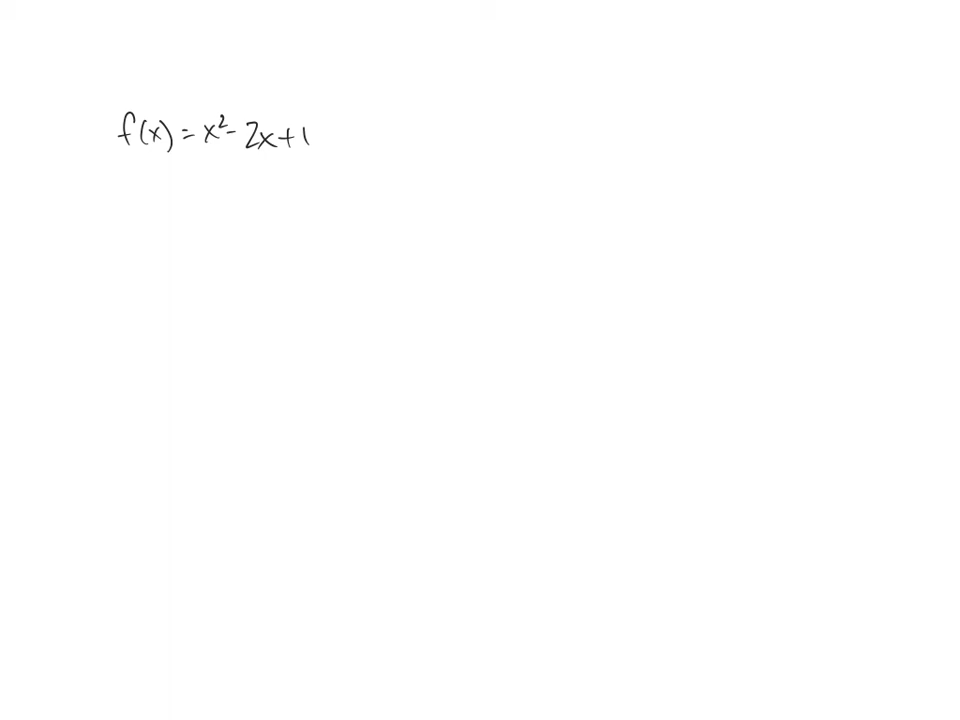 f(x) = x² - 2x + 1